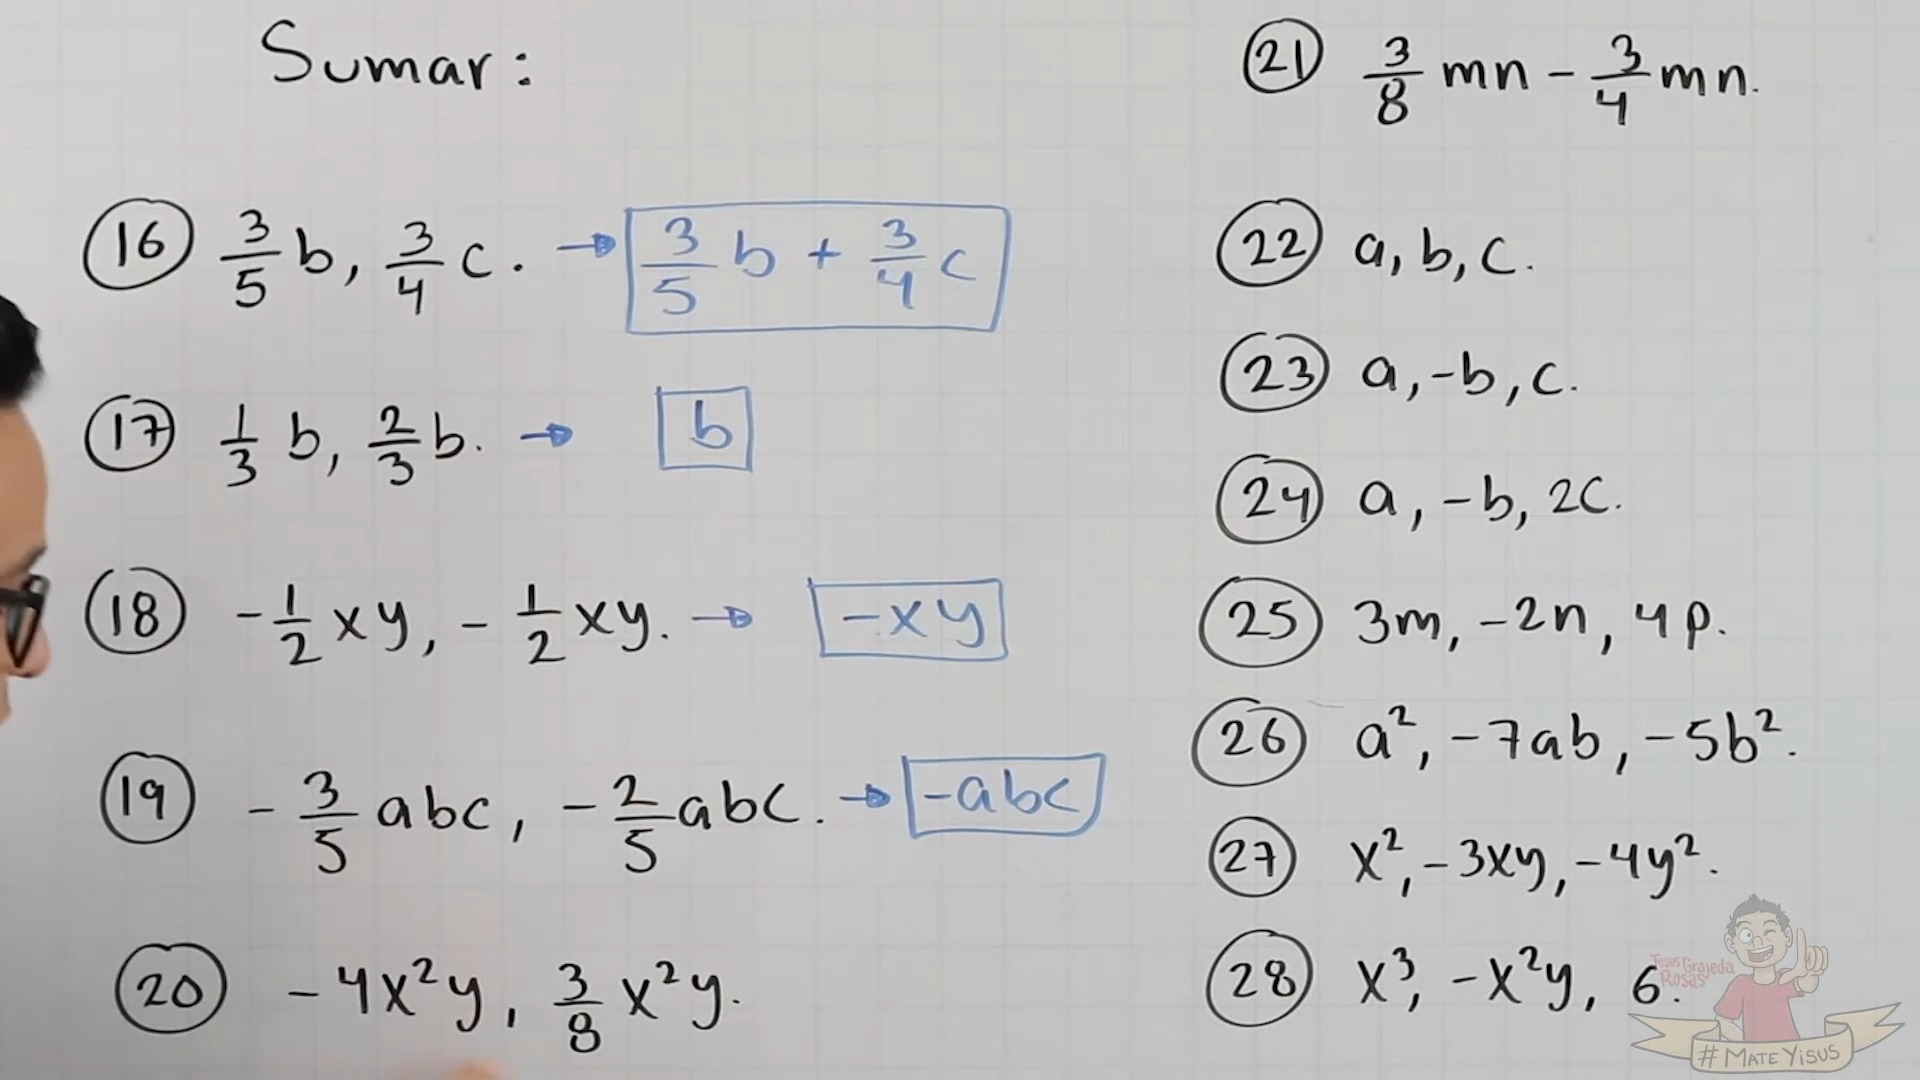 Sumar:
16 3/5 b, 3/4 c. → 3/5 b + 3/4 c
17 1/3 b, 2/3 b. → b
18 -1/2 xy, -1/2 xy. → -xy
19 -3/5 abc, -2/5 abc. → -abc
20 -4x²y, 3/8 x²y.
21 3/8 mn - 3/4 mn.
22 a, b, c.
23 a, -b, c.
24 a, -b, 2c.
25 3m, -2n, 4p.
26 a², -7ab, -5b².
27 x², -3xy, -4y².
28 x³, -x²y, 6.
Jesus Grajeda
Rosas
#MATEYISUS